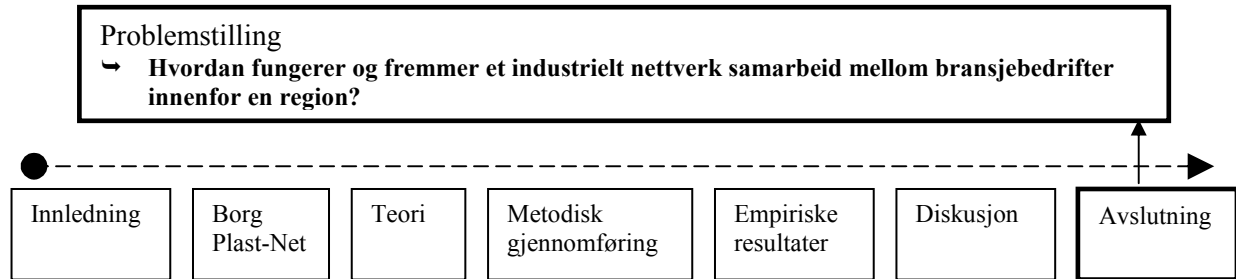 Problemstilling
➥ Hvordan fungerer og fremmer et industrielt nettverk samarbeid mellom bransjebedrifter
innenfor en region?
Innledning
Borg
Plast-Net
Teori
Metodisk
gjennomføring
Empiriske
resultater
Diskusjon
Avslutning